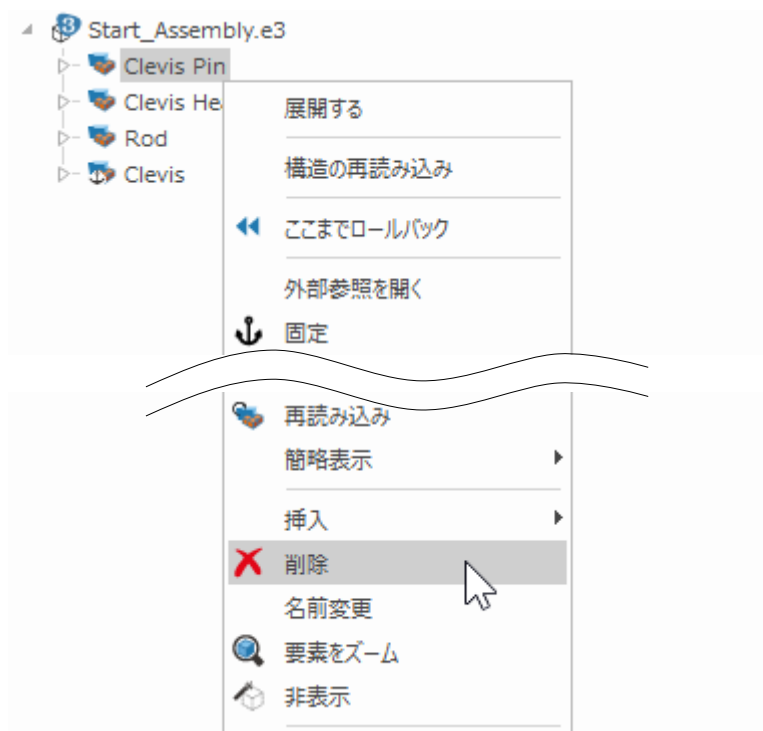 Start_Assembly.e3
Clevis Pin
Clevis He
Rod
Clevis
展開する
構造の再読み込み
ここまでロールバック
外部参照を開く
固定
再読み込み
簡略表示
挿入
削除
名前変更
要素をズーム
非表示